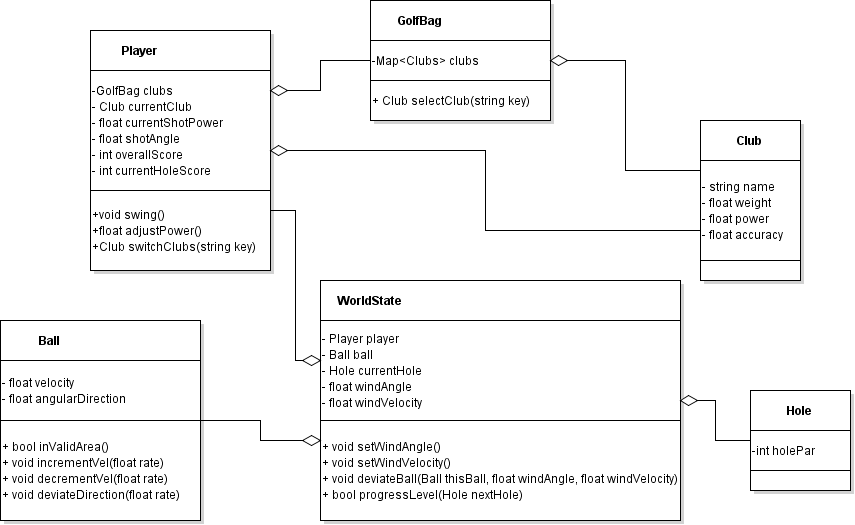 GolfBag
-Map<Clubs> clubs
+ Club selectClub(string key)
Player
-GolfBag clubs
- Club currentClub
- float currentShotPower
- float shotAngle
- int overallScore
- int currentHoleScore
+void swing()
+float adjustPower()
+Club switchClubs(string key)
Club
- string name
- float weight
- float power
- float accuracy
WorldState
- Player player
- Ball ball
- Hole currentHole
- float windAngle
- float windVelocity
+ void setWindAngle()
+ void setWindVelocity()
+ void deviateBall(Ball thisBall, float windAngle, float windVelocity)
+ bool progressLevel(Hole nextHole)
Ball
- float velocity
- float angularDirection
+ bool inValidArea()
+ void incrementVel(float rate)
+ void decrementVel(float rate)
+ void deviateDirection(float rate)
Hole
-int holePar